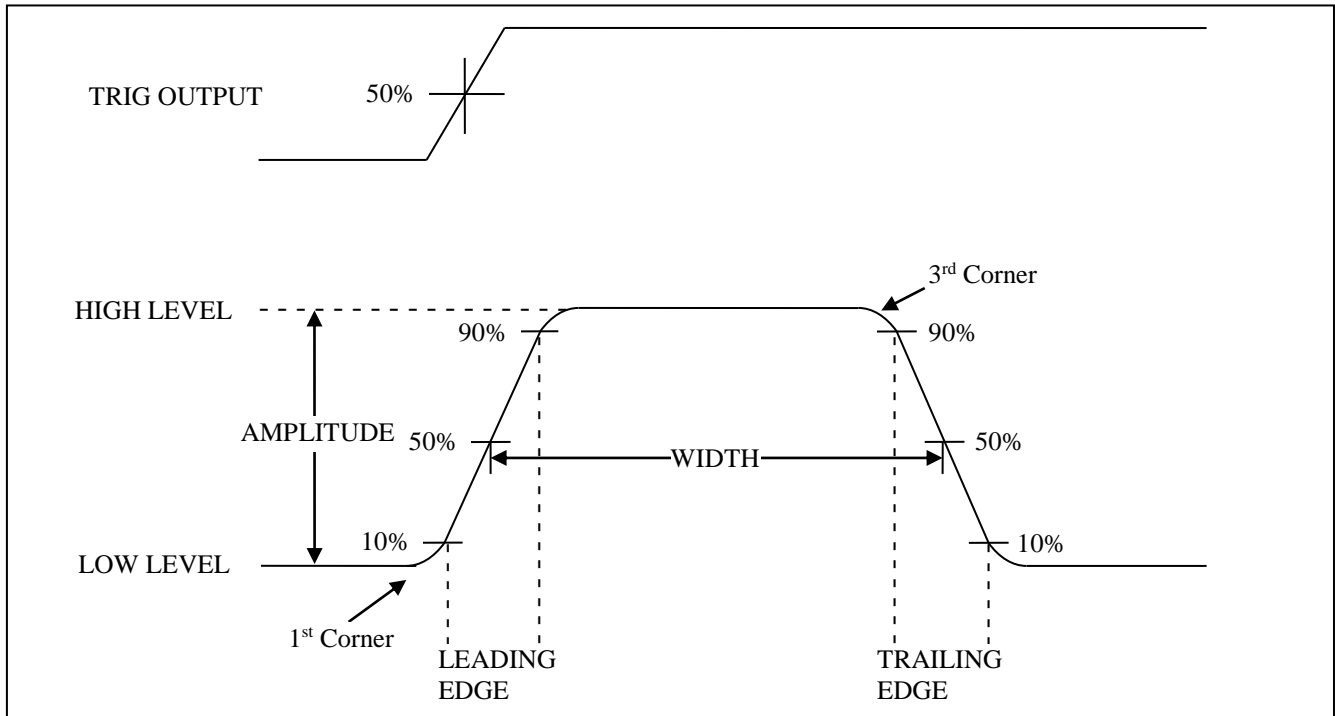 TRIG OUTPUT
50%
3rd Corner
HIGH LEVEL
90%
90%
AMPLITUDE
50%
50%
WIDTH
10%
10%
LOW LEVEL
1st Corner
LEADING
EDGE
TRAILING
EDGE